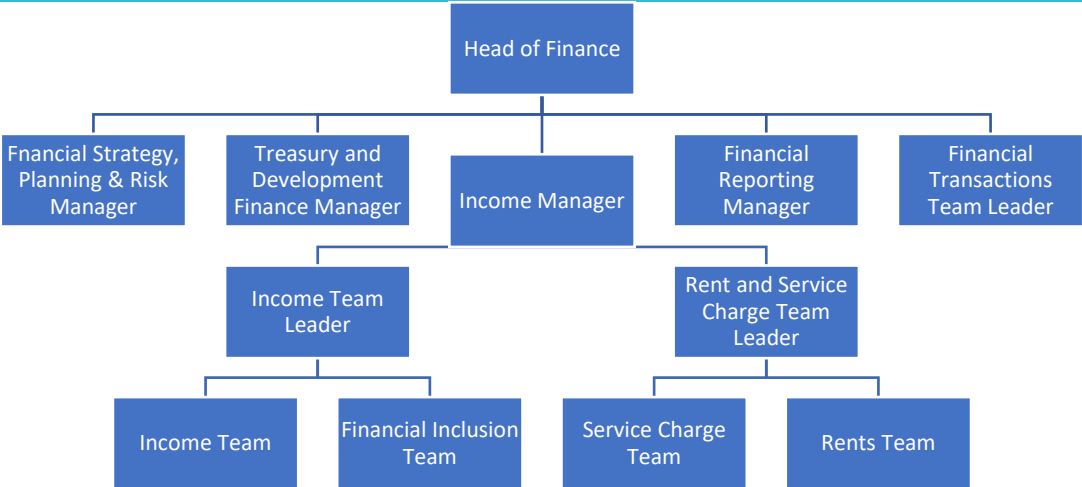 Head of Finance
Fnancial Strategy,
Planning & Risk
Manager
Treasury and
Development
Finance Manager
Income Manager
Financial
Reporting
Manager
Financial
Transactions
Team Leader
Income Team
Leader
Rent and Service
Charge Team
Leader
Income Team
Financial Inclusion
Team
Service Charge
Team
Rents Team